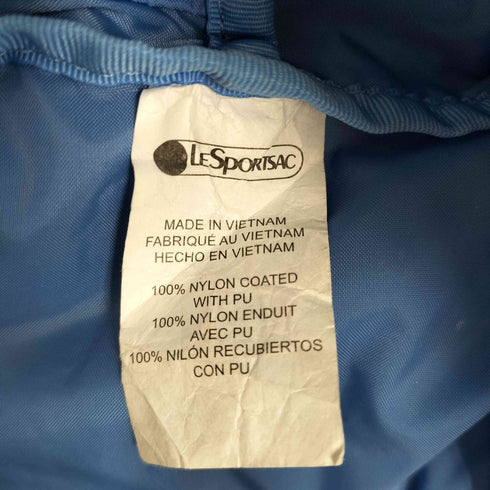 LESPORTSAC
MADE IN VIETNAM
FABRIQUÉ AU VIETNAM
HECHO EN VIETNAM
100% NYLON COATED
WITH PU
100% NYLON ENDUIT
AVEC PU
100% NILÓN RECUBIERTOS
CON PU